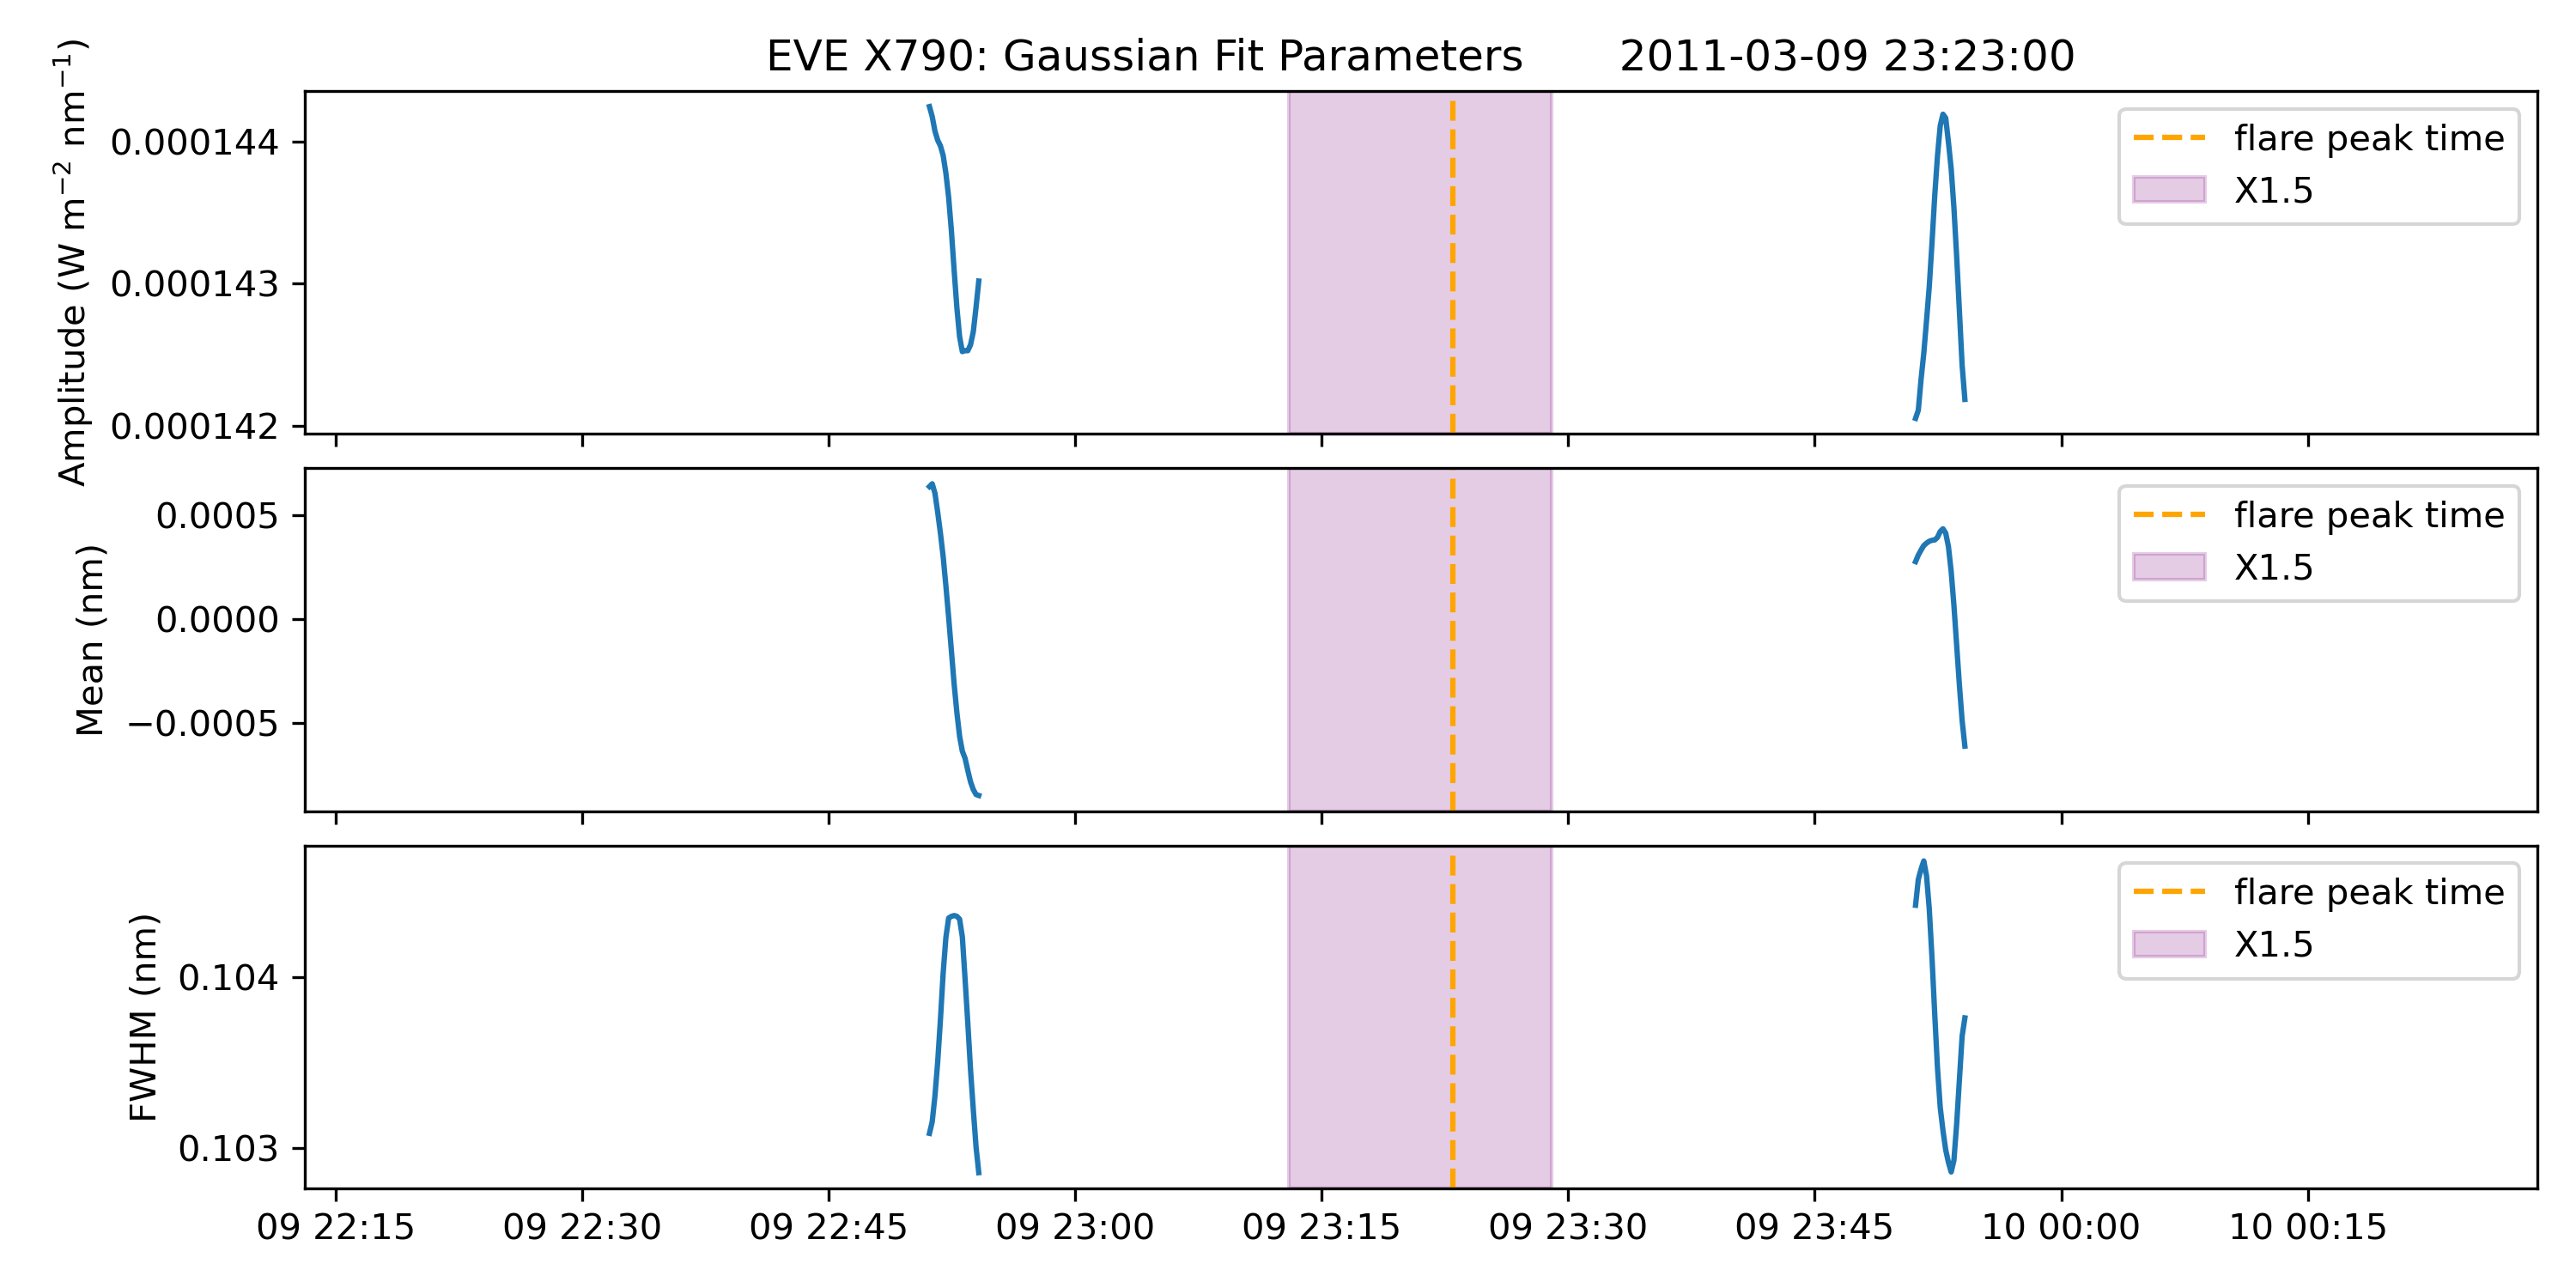 EVE X790: Gaussian Fit Parameters 2011-03-09 23:23:00
Amplitude (W m⁻² nm⁻¹)
0.000144
0.000143
0.000142
flare peak time
X1.5
Mean (nm)
0.0005
0.0000
−0.0005
flare peak time
X1.5
FWHM (nm)
0.104
0.103
flare peak time
X1.5
09 22:15 09 22:30 09 22:45 09 23:00 09 23:15 09 23:30 09 23:45 10 00:00 10 00:15